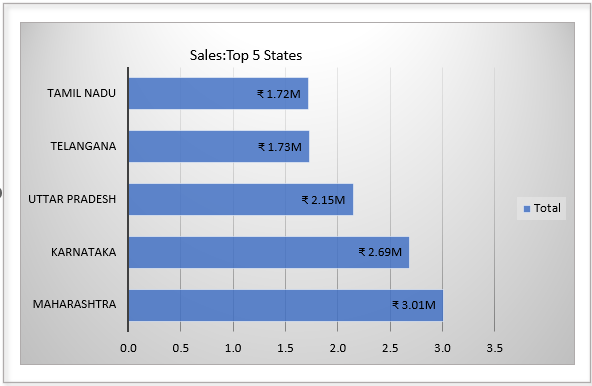 Sales:Top 5 States
TAMIL NADU ₹ 1.72M
TELANGANA ₹ 1.73M
UTTAR PRADESH ₹ 2.15M
Total
KARNATAKA ₹ 2.69M
MAHARASHTRA ₹ 3.01M
0.0 0.5 1.0 1.5 2.0 2.5 3.0 3.5